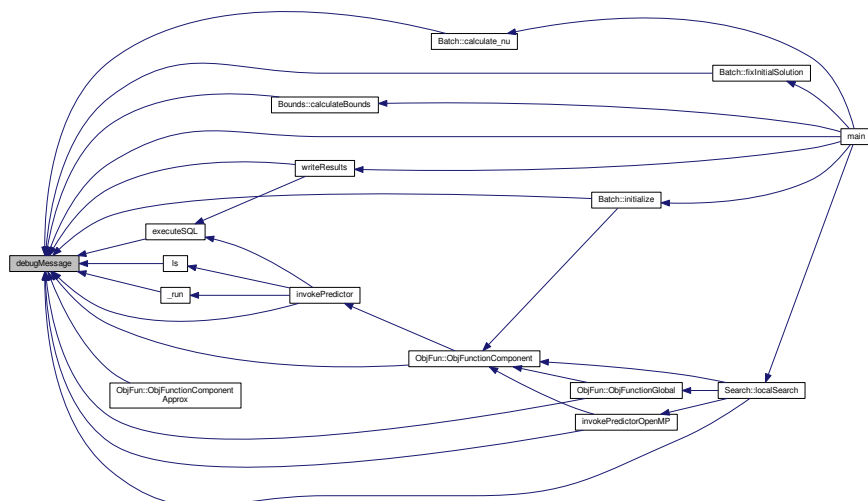 Batch::calculate_nu
Batch::fixInitialSolution
Bounds::calculateBounds
main
writeResults
Batch::initialize
executeSQL
debugMessage
ls
_run
invokePredictor
ObjFun::ObjFunctionComponent
ObjFun::ObjFunctionComponent
Approx
ObjFun::ObjFunctionGlobal
Search::localSearch
invokePredictorOpenMP